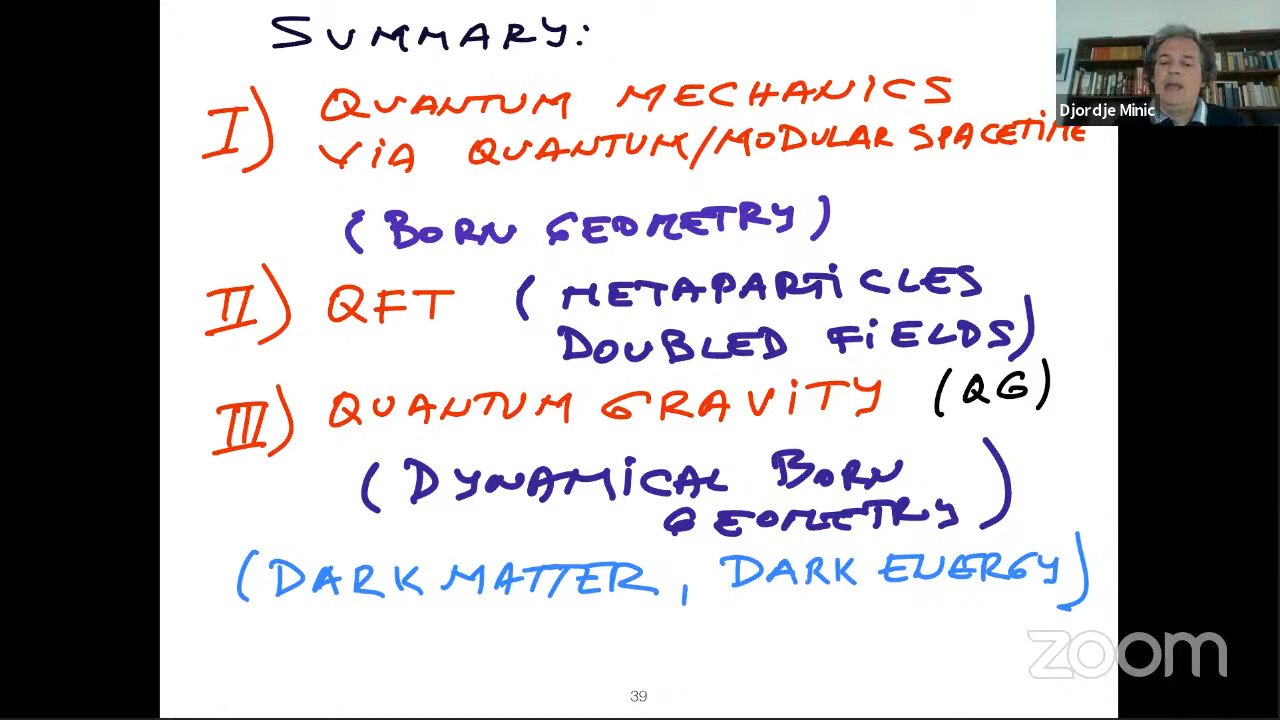 SUMMARY:
I) QUANTUM MECHANICS
VIA QUANTUM/MODULAR SPACETIME
(BORN GEOMETRY)
II) QFT (METAPARTICLES
DOUBLED FIELDS)
III) QUANTUM GRAVITY (QG)
(DYNAMICAL BORN
GEOMETRY)
(DARK MATTER, DARK ENERGY)
39
Djordje Minic
zoom